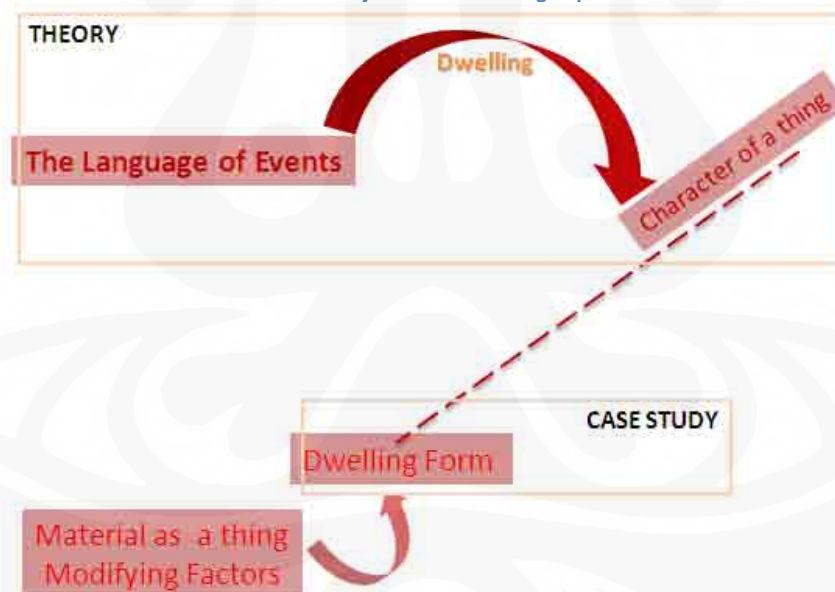 THEORY
Dwelling
The Language of Events
Character of a thing
CASE STUDY
Dwelling Form
Material as a thing
Modifying Factors